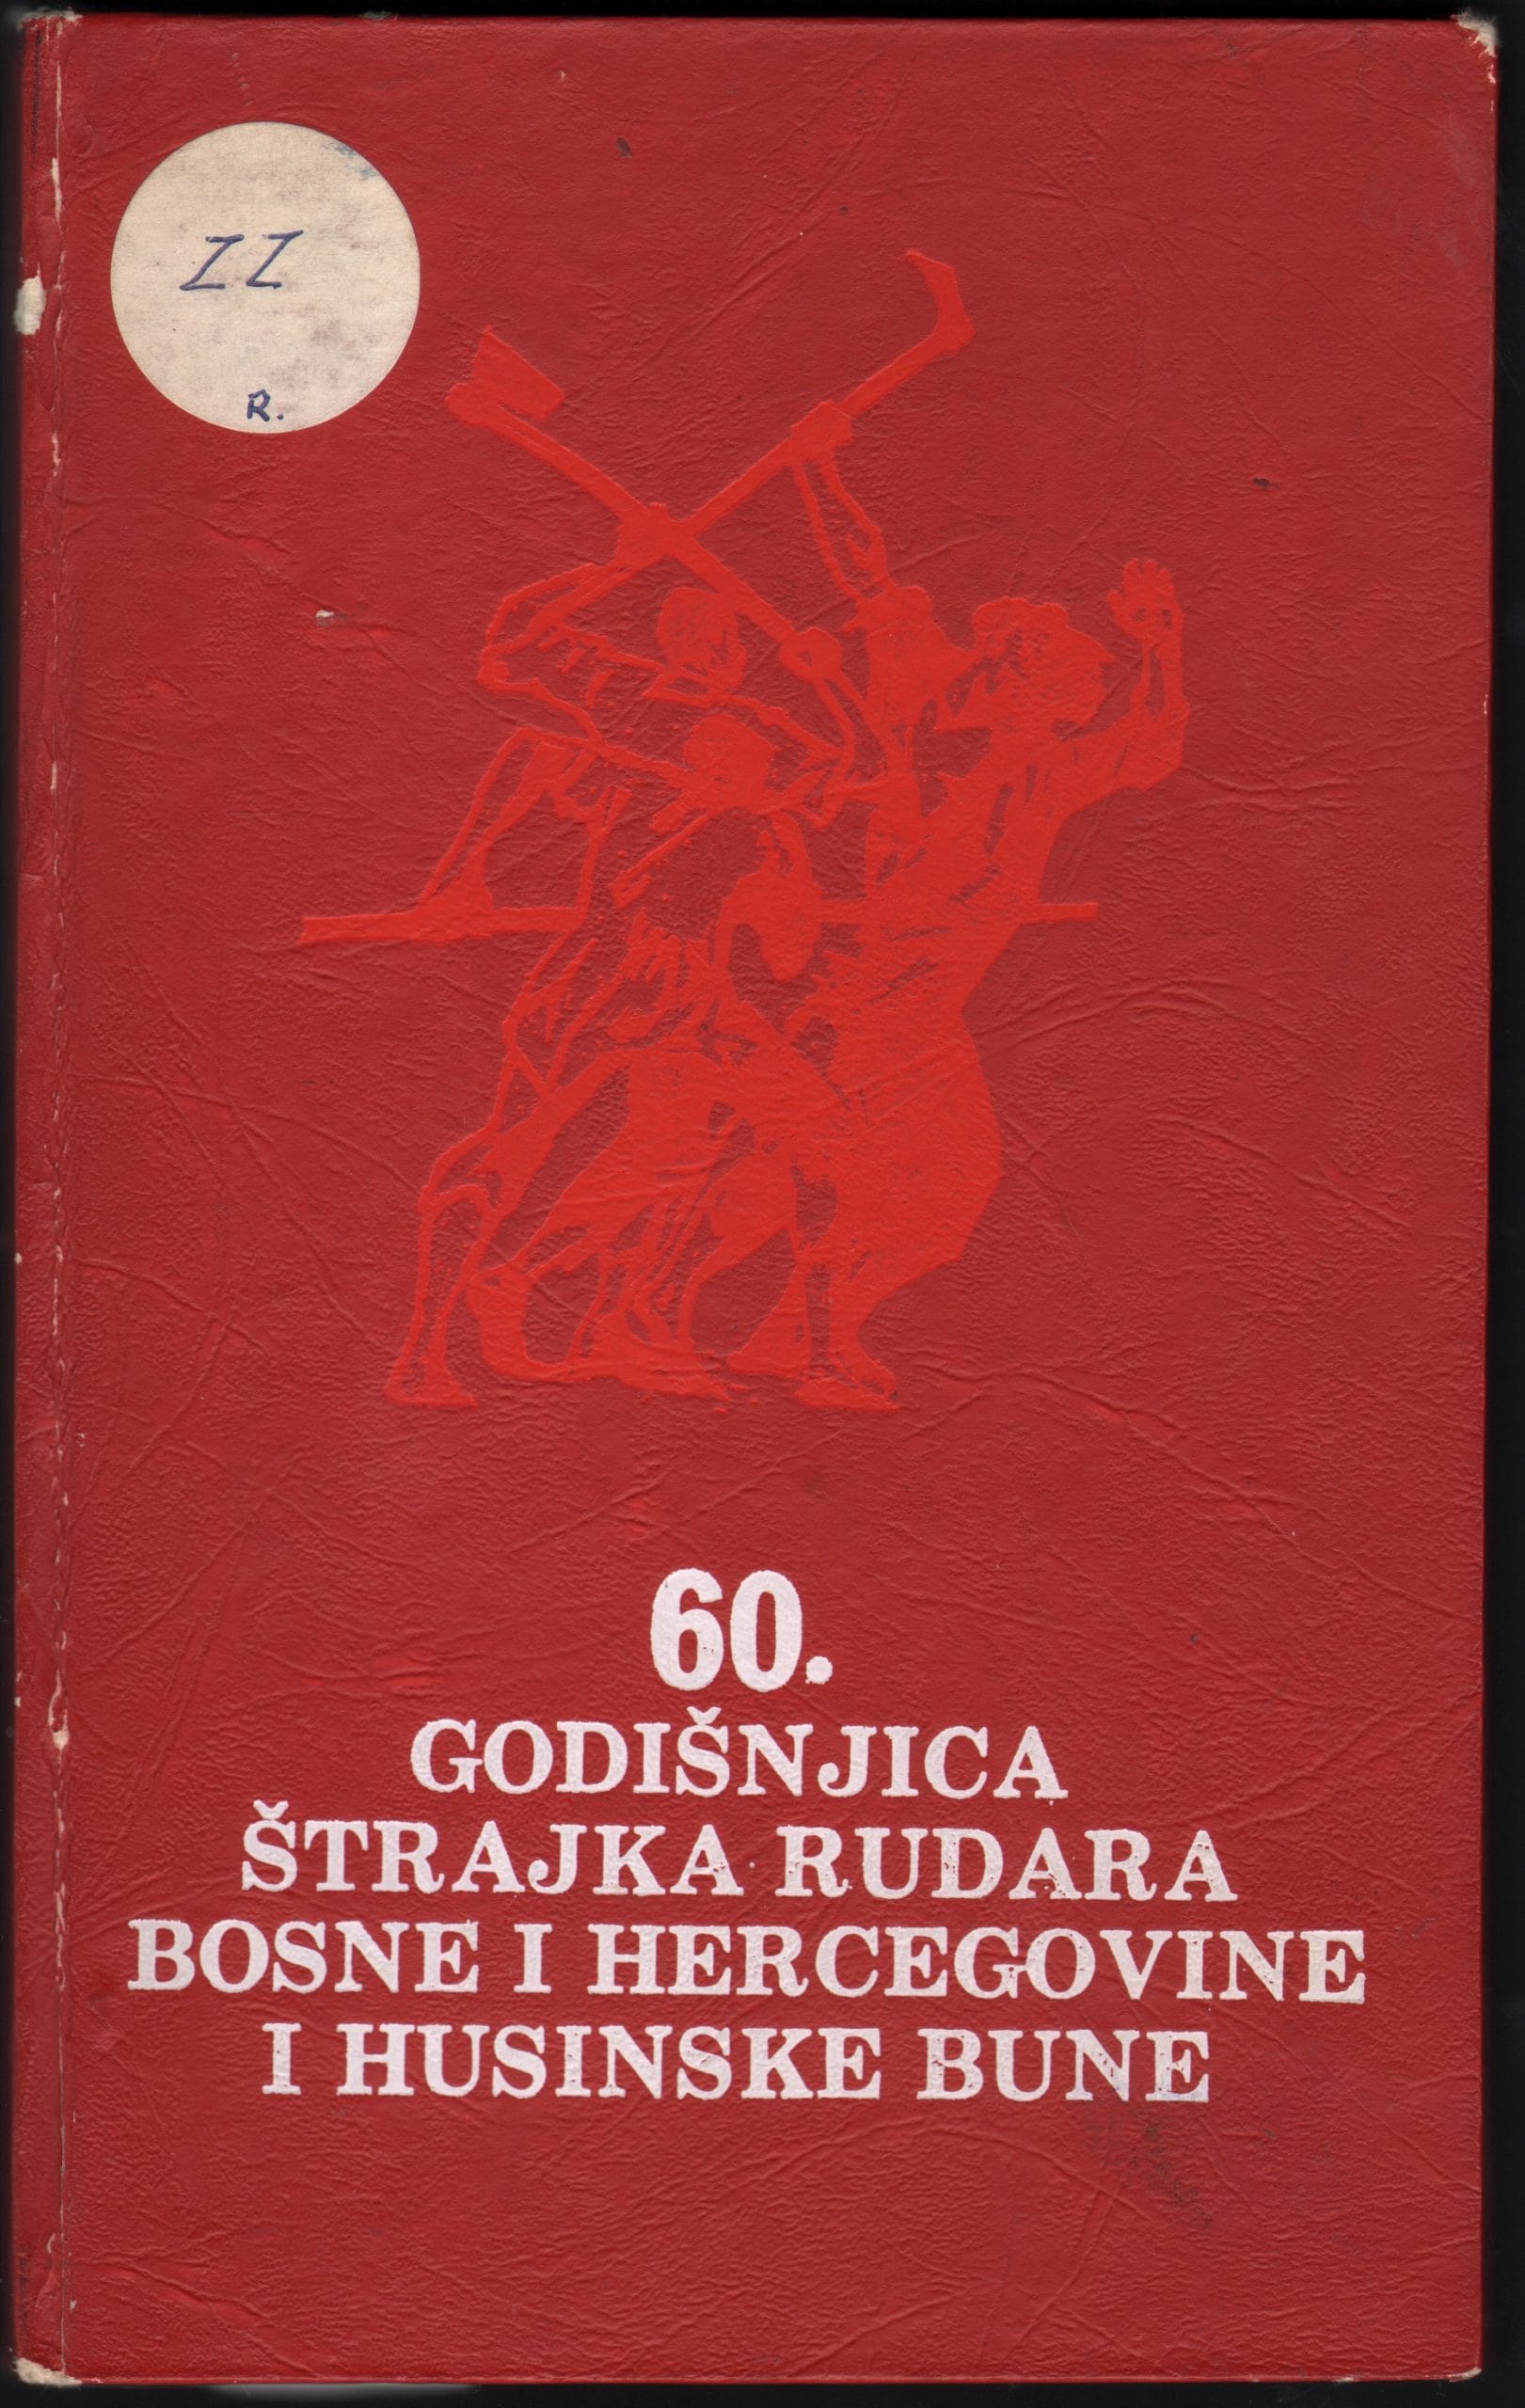 ZZ
R.
60.
GODIŠNJICA
ŠTRAJKA RUDARA
BOSNE I HERCEGOVINE
I HUSINSKE BUNE